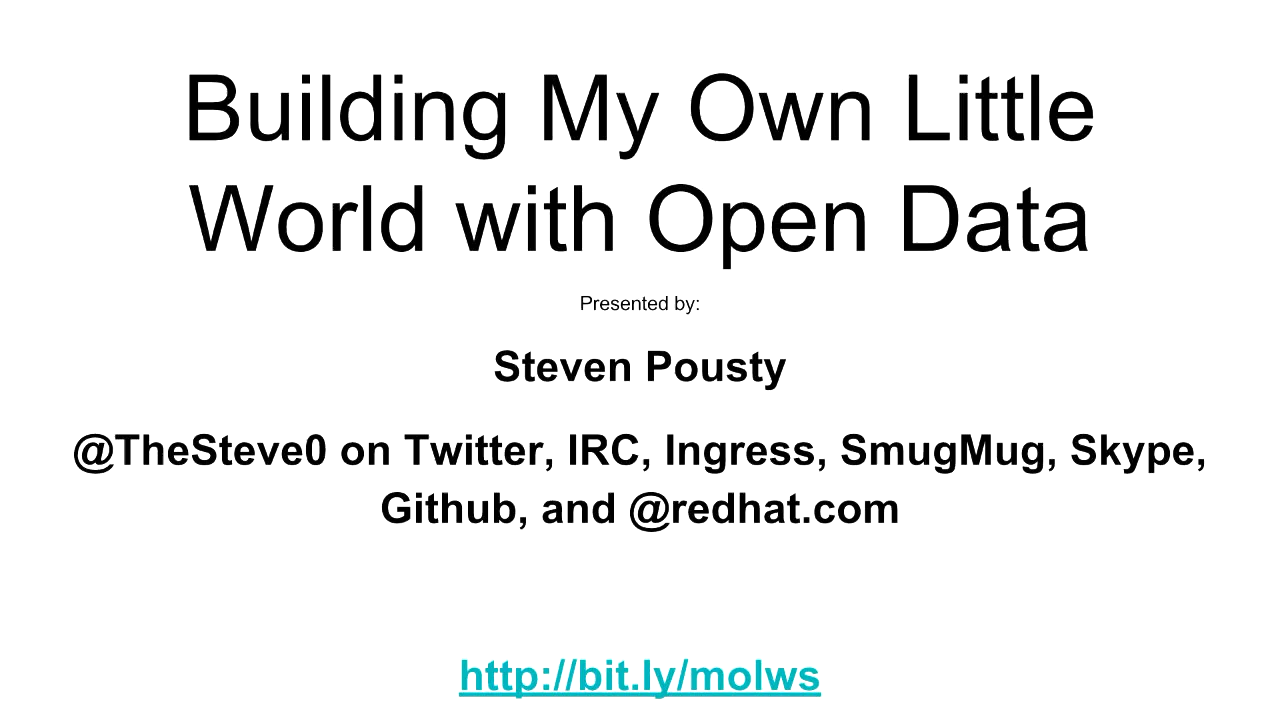 Building My Own Little
World with Open Data
Presented by:
Steven Pousty
@TheSteve0 on Twitter, IRC, Ingress, SmugMug, Skype,
Github, and @redhat.com
http://bit.ly/molws